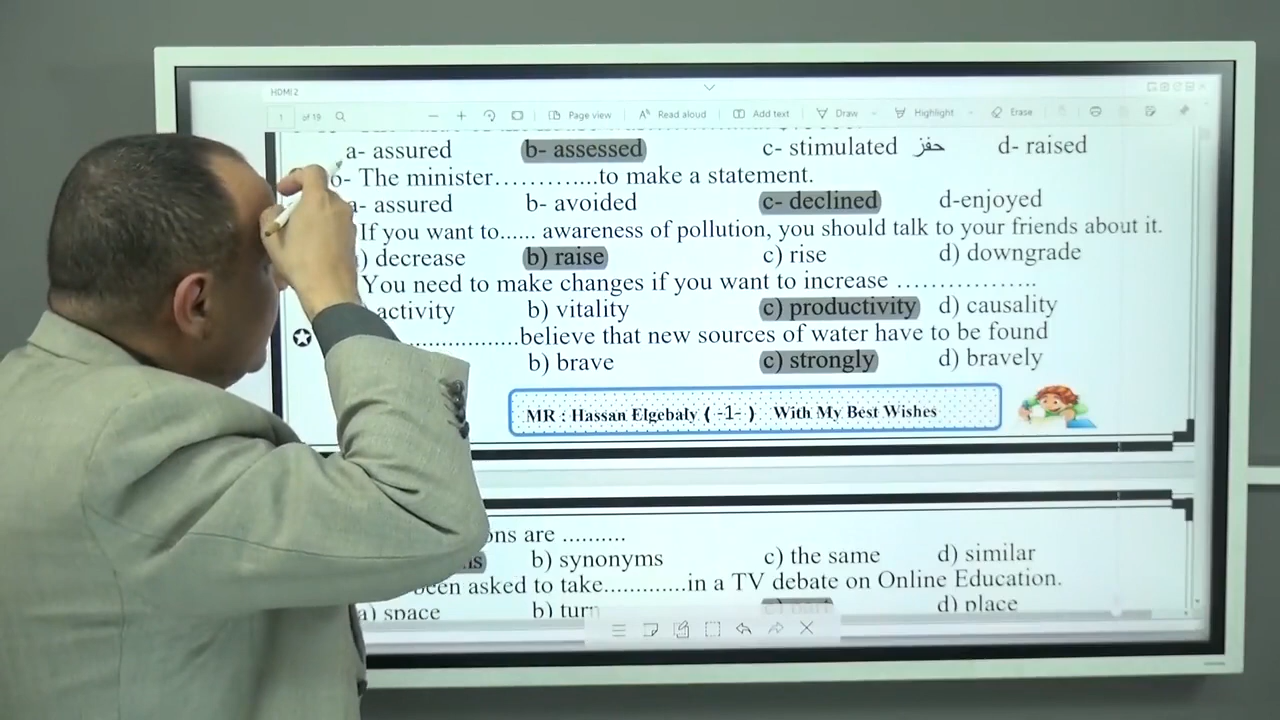 HDMI 2
1 of 19 Page view Read aloud Add text Draw Highlight Erase
a- assured b- assessed c- stimulated حفز d- raised
6- The minister…………....to make a statement.
a- assured b- avoided c- declined d-enjoyed
If you want to...... awareness of pollution, you should talk to your friends about it.
) decrease b) raise c) rise d) downgrade
You need to make changes if you want to increase ……………..
activity b) vitality c) productivity d) causality
..................believe that new sources of water have to be found
b) brave c) strongly d) bravely
MR : Hassan Elgebaly ( -1- ) With My Best Wishes
ons are ..........
b) synonyms c) the same d) similar
been asked to take.............in a TV debate on Online Education.
a) space b) turn c) part d) place